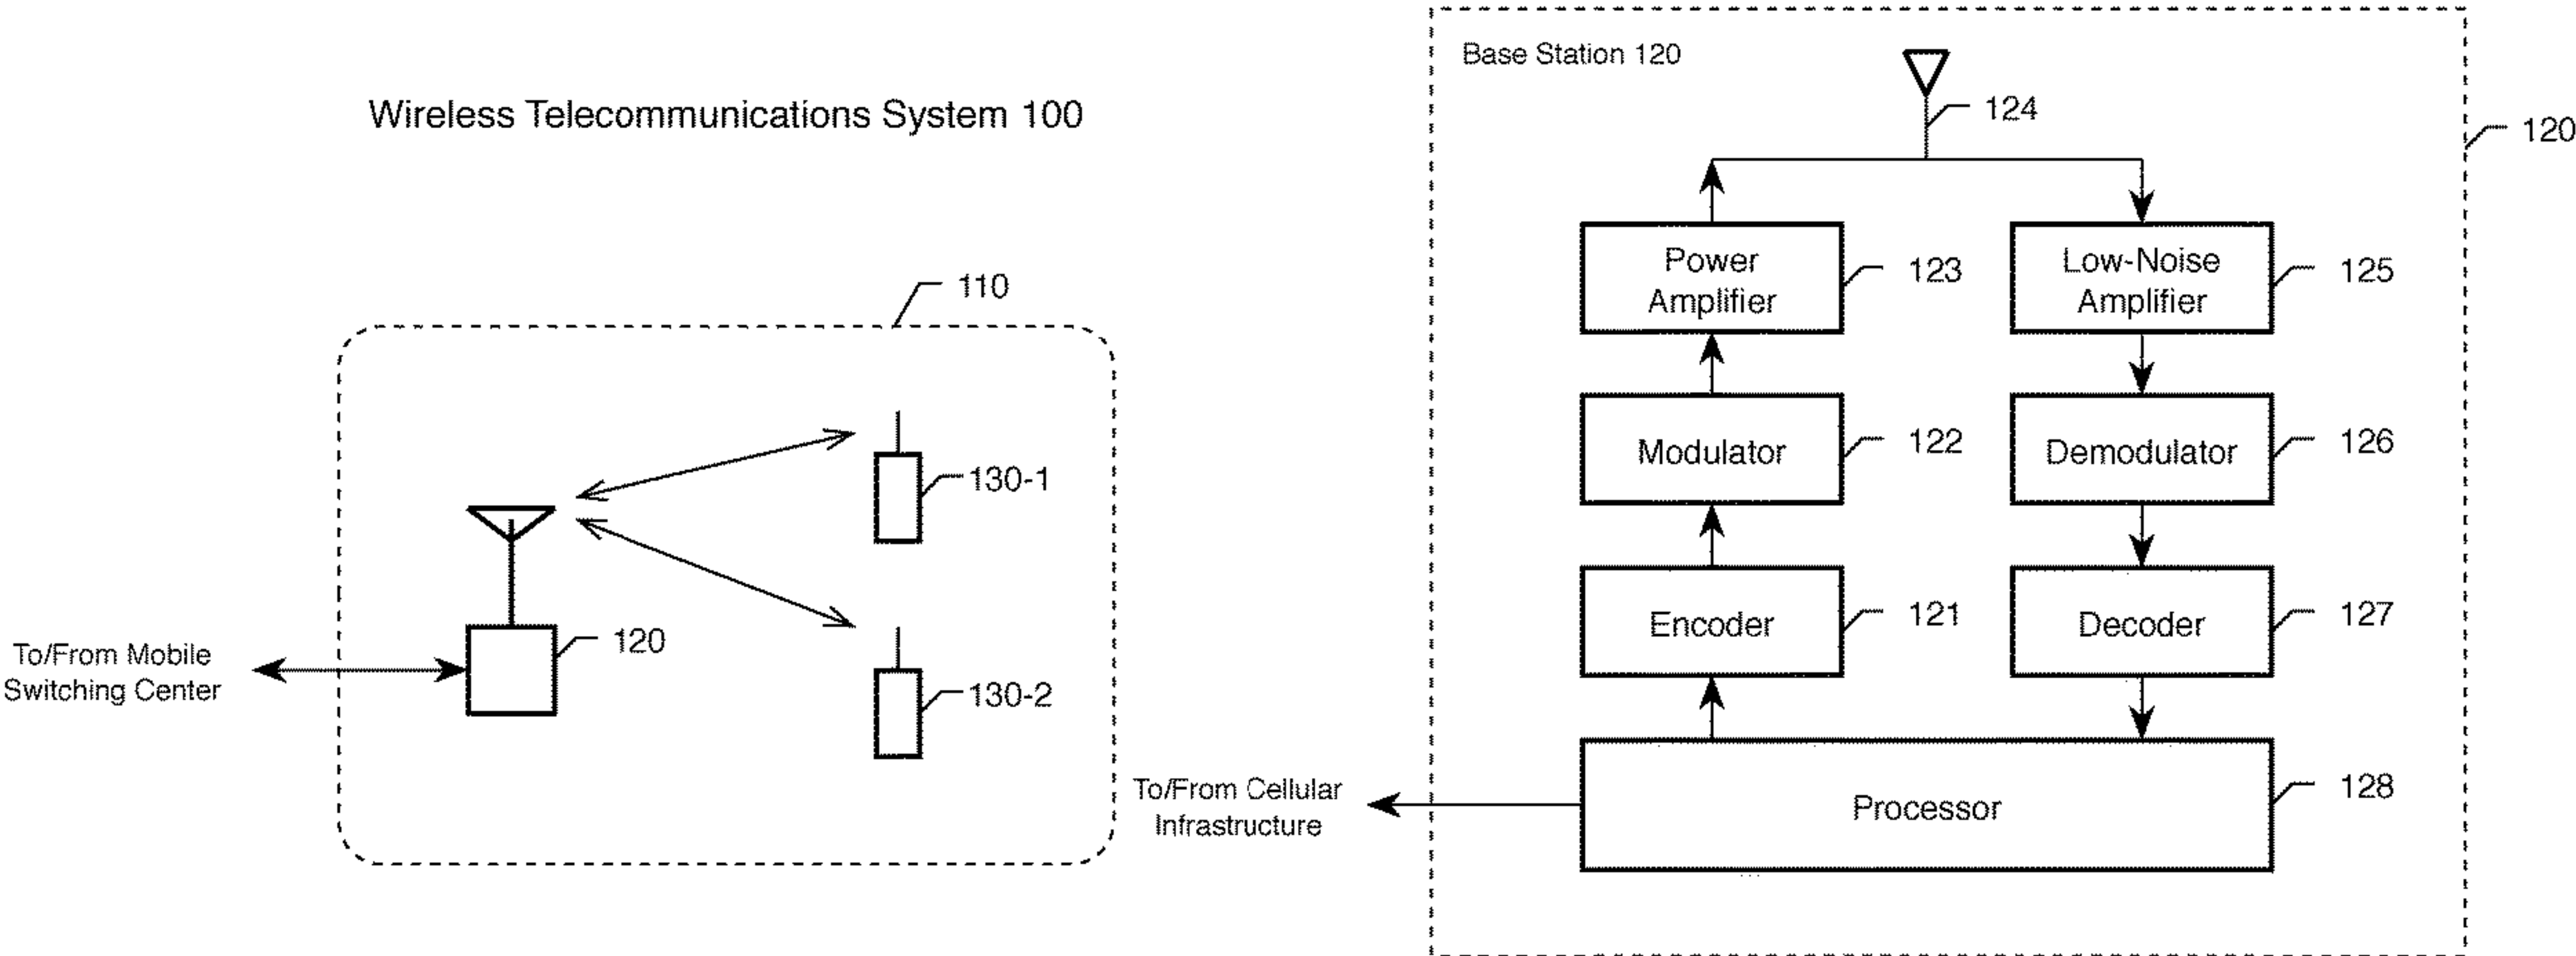 Wireless Telecommunications System 100
110
130-1
120
130-2
To/From Mobile
Switching Center
Base Station 120
124
120
Power
Amplifier
123
Low-Noise
Amplifier
125
Modulator
122
Demodulator
126
Encoder
121
Decoder
127
To/From Cellular
Infrastructure
Processor
128